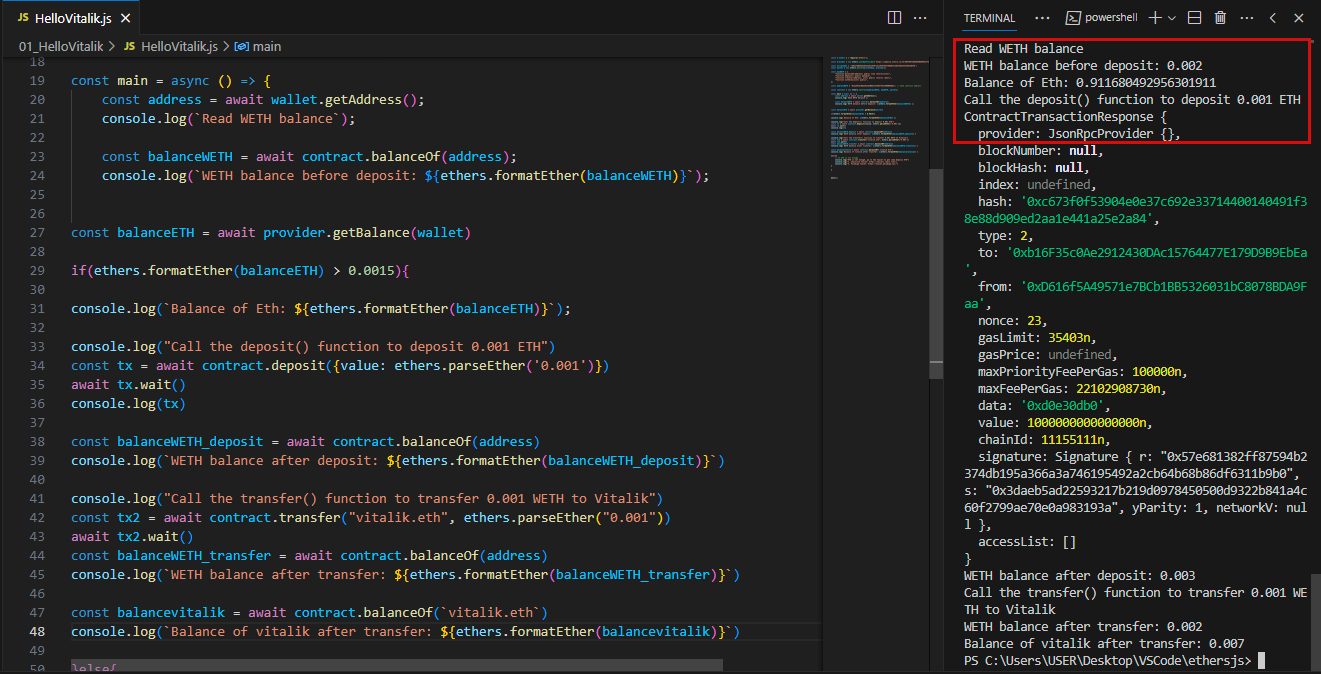 JS HelloVitalik.js ×
01_HelloVitalik > JS HelloVitalik.js > main
18
19 const main = async () => {
20 const address = await wallet.getAddress();
21 console.log(`Read WETH balance`);
22
23 const balanceWETH = await contract.balanceOf(address);
24 console.log(`WETH balance before deposit: ${ethers.formatEther(balanceWETH)}`);
25
26
27 const balanceETH = await provider.getBalance(wallet)
28
29 if(ethers.formatEther(balanceETH) > 0.0015){
30
31 console.log(`Balance of Eth: ${ethers.formatEther(balanceETH)}`);
32
33 console.log("Call the deposit() function to deposit 0.001 ETH")
34 const tx = await contract.deposit({value: ethers.parseEther('0.001')})
35 await tx.wait()
36 console.log(tx)
37
38 const balanceWETH_deposit = await contract.balanceOf(address)
39 console.log(`WETH balance after deposit: ${ethers.formatEther(balanceWETH_deposit)}`)
40
41 console.log("Call the transfer() function to transfer 0.001 WETH to Vitalik")
42 const tx2 = await contract.transfer("vitalik.eth", ethers.parseEther("0.001"))
43 await tx2.wait()
44 const balanceWETH_transfer = await contract.balanceOf(address)
45 console.log(`WETH balance after transfer: ${ethers.formatEther(balanceWETH_transfer)}`)
46
47 const balancevitalik = await contract.balanceOf(`vitalik.eth`)
48 console.log(`Balance of vitalik after transfer: ${ethers.formatEther(balancevitalik)}`)
49
50 }else{
TERMINAL ··· powershell
Read WETH balance
WETH balance before deposit: 0.002
Balance of Eth: 0.911680492956301911
Call the deposit() function to deposit 0.001 ETH
ContractTransactionResponse {
provider: JsonRpcProvider {},
blockNumber: null,
blockHash: null,
index: undefined,
hash: '0xc673f0f53904e0e37c692e33714400140491f3
8e88d909ed2aa1e441a25e2a84',
type: 2,
to: '0xb16F35c0Ae2912430DAc15764477E179D9B9EbEa
',
from: '0xD616f5A49571e7BCb1BB5326031bC8078BDA9F
aa',
nonce: 23,
gasLimit: 35403n,
gasPrice: undefined,
maxPriorityFeePerGas: 100000n,
maxFeePerGas: 22102908730n,
data: '0xd0e30db0',
value: 1000000000000000n,
chainId: 11155111n,
signature: Signature { r: "0x57e681382ff87594b2
374db195a366a3a746195492a2cb64b68b86df6311b9b0",
s: "0x3daeb5ad22593217b219d0978450500d9322b841a4c
60f2799ae70e0a983193a", yParity: 1, networkV: nul
l },
accessList: []
}
WETH balance after deposit: 0.003
Call the transfer() function to transfer 0.001 WE
TH to Vitalik
WETH balance after transfer: 0.002
Balance of vitalik after transfer: 0.007
PS C:\Users\USER\Desktop\VSCode\ethersjs>